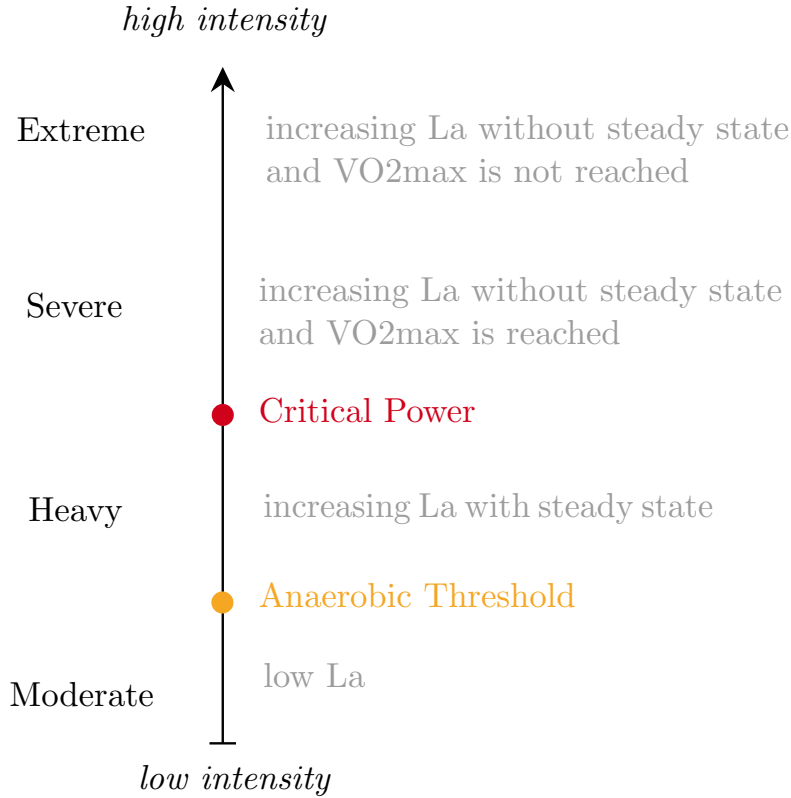 high intensity
Extreme
increasing La without steady state
and VO2max is not reached
Severe
increasing La without steady state
and VO2max is reached
Critical Power
Heavy
increasing La with steady state
Anaerobic Threshold
low La
Moderate
low intensity